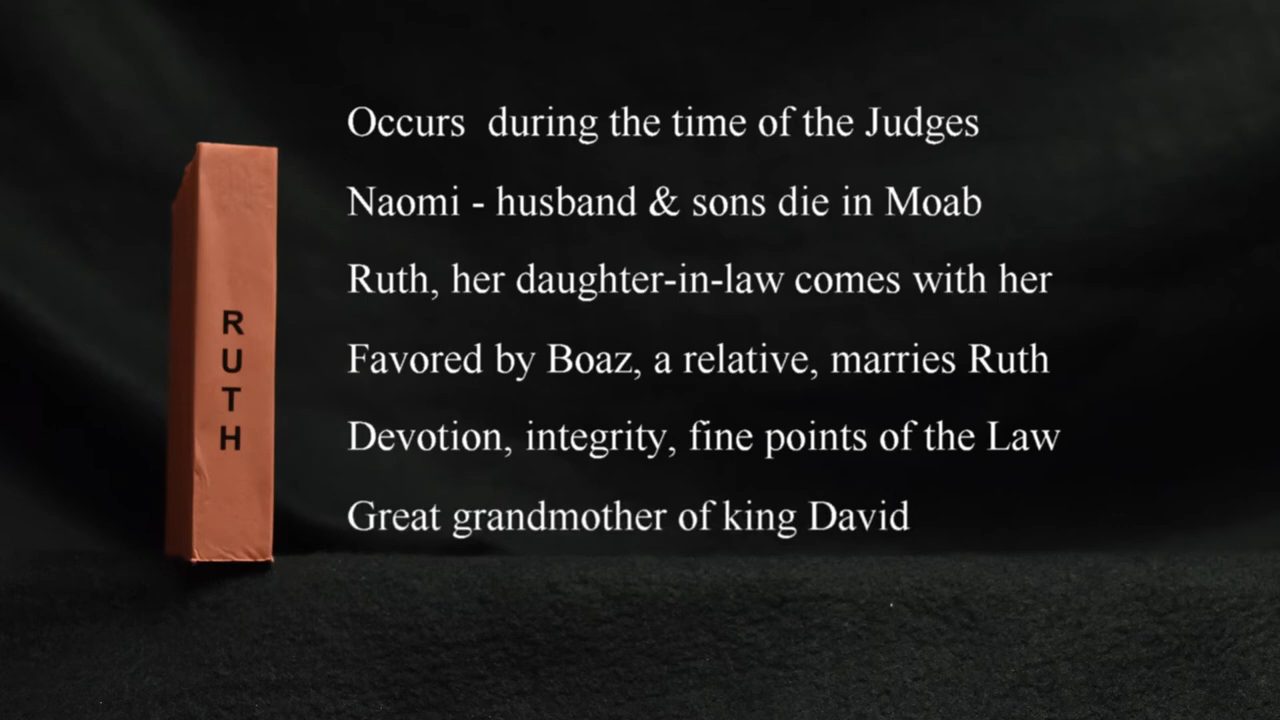 RUTH
Occurs  during the time of the Judges
Naomi - husband & sons die in Moab
Ruth, her daughter-in-law comes with her
Favored by Boaz, a relative, marries Ruth
Devotion, integrity, fine points of the Law
Great grandmother of king David